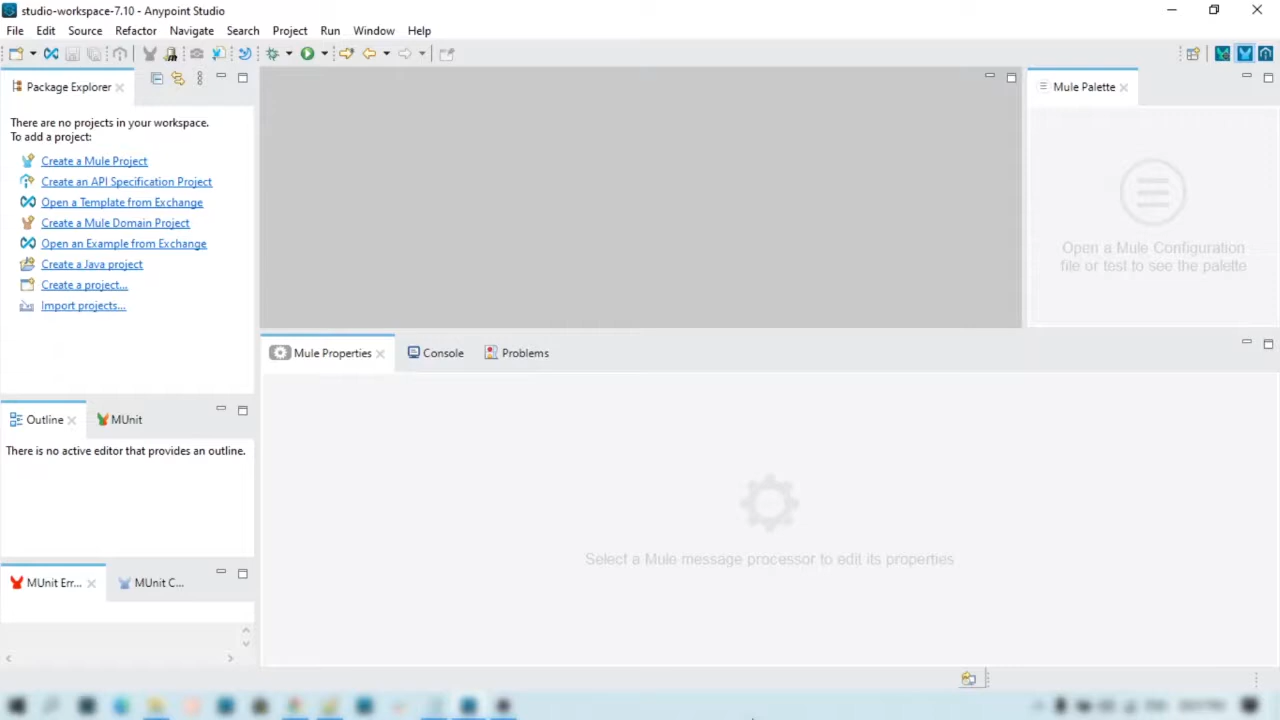 studio-workspace-7.10 - Anypoint Studio
File Edit Source Refactor Navigate Search Project Run Window Help
Package Explorer
There are no projects in your workspace.
To add a project:
Create a Mule Project
Create an API Specification Project
Open a Template from Exchange
Create a Mule Domain Project
Open an Example from Exchange
Create a Java project
Create a project...
Import projects...
Mule Palette
Open a Mule Configuration
file or test to see the palette
Mule Properties Console Problems
Select a Mule message processor to edit its properties
Outline MUnit
There is no active editor that provides an outline.
MUnit Err... MUnit C...